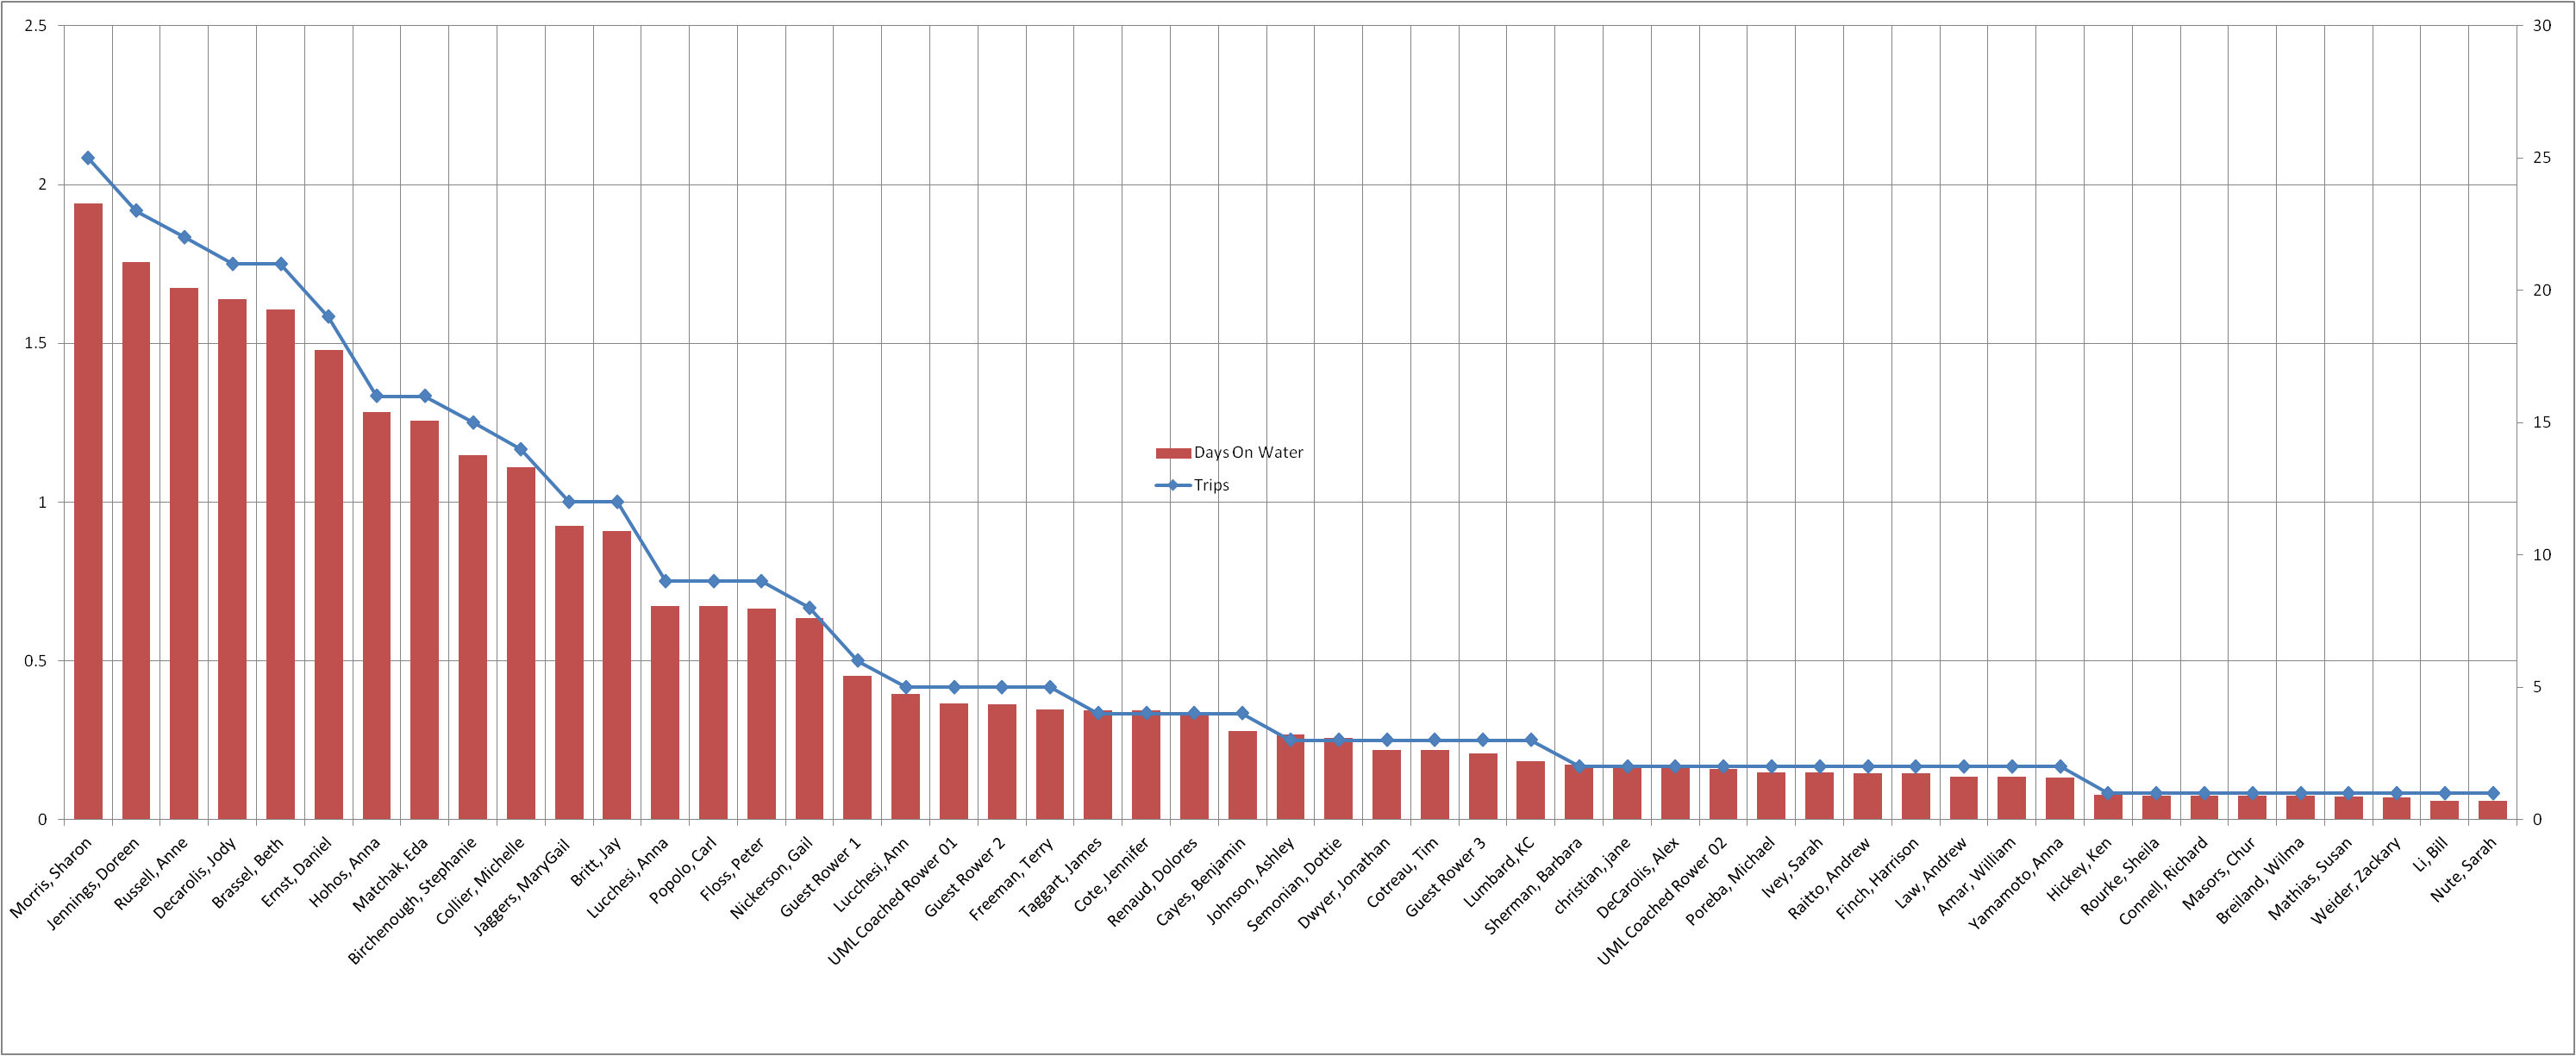 2.5
2
1.5
1
0.5
0
30
25
20
15
10
5
0
Days On Water
Trips
Morris, Sharon
Jennings, Doreen
Russell, Anne
Decarolis, Jody
Brassel, Beth
Ernst, Daniel
Hohos, Anna
Matchak, Eda
Birchenough, Stephanie
Collier, Michelle
Jaggers, MaryGail
Britt, Jay
Lucchesi, Anna
Popolo, Carl
Floss, Peter
Nickerson, Gail
Guest Rower 1
Lucchesi, Ann
UML Coached Rower 01
Guest Rower 2
Freeman, Terry
Taggart, James
Cote, Jennifer
Renaud, Dolores
Cayes, Benjamin
Johnson, Ashley
Semonian, Dottie
Dwyer, Jonathan
Cotreau, Tim
Guest Rower 3
Lumbard, KC
Sherman, Barbara
christian, jane
DeCarolis, Alex
UML Coached Rower 02
Poreba, Michael
Ivey, Sarah
Raitto, Andrew
Finch, Harrison
Law, Andrew
Amar, William
Yamamoto, Anna
Hickey, Ken
Rourke, Sheila
Connell, Richard
Masors, Chur
Breiland, Wilma
Mathias, Susan
Weider, Zackary
Li, Bill
Nute, Sarah